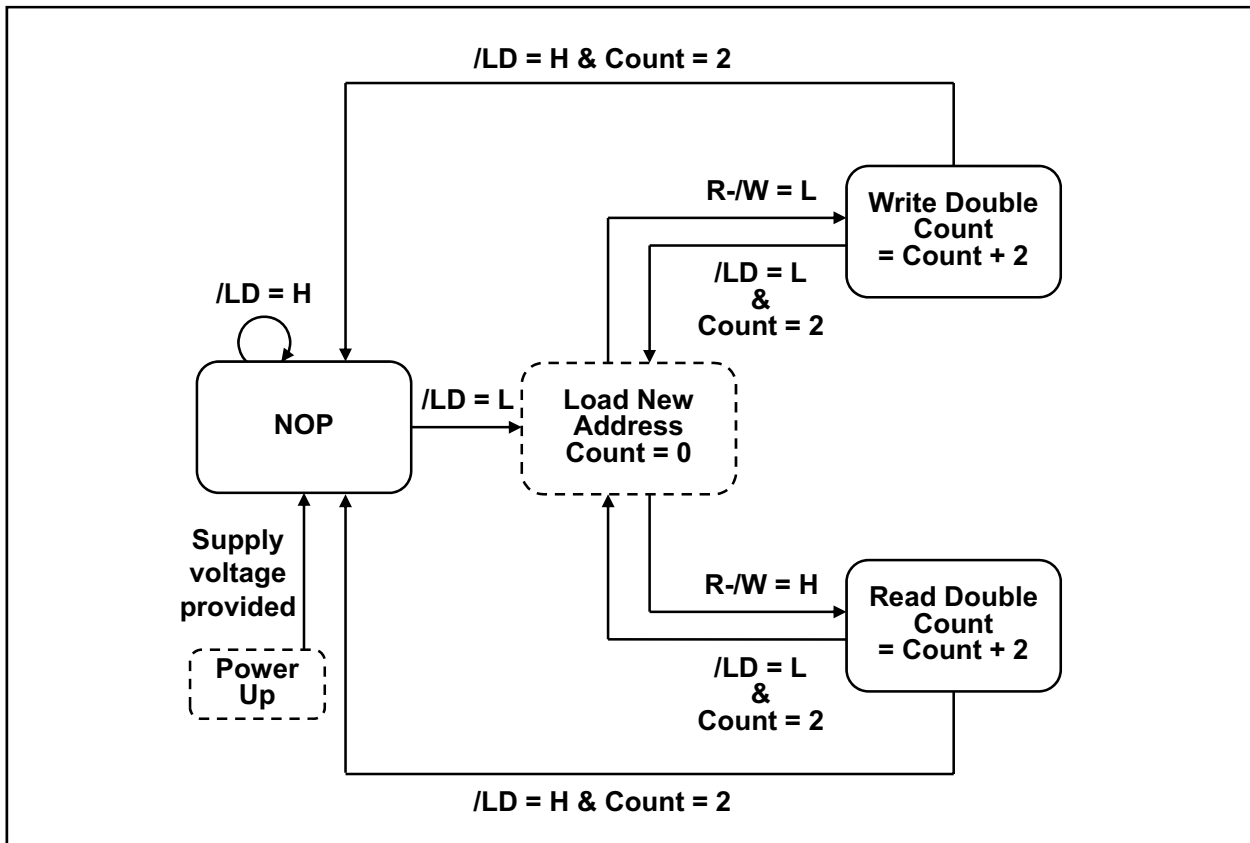 /LD = H & Count = 2
R-/W = L
Write Double
Count
= Count + 2
/LD = L
&
Count = 2
/LD = H
NOP
/LD = L
Load New
Address
Count = 0
Supply
voltage
provided
Power
Up
R-/W = H
Read Double
Count
= Count + 2
/LD = L
&
Count = 2
/LD = H & Count = 2